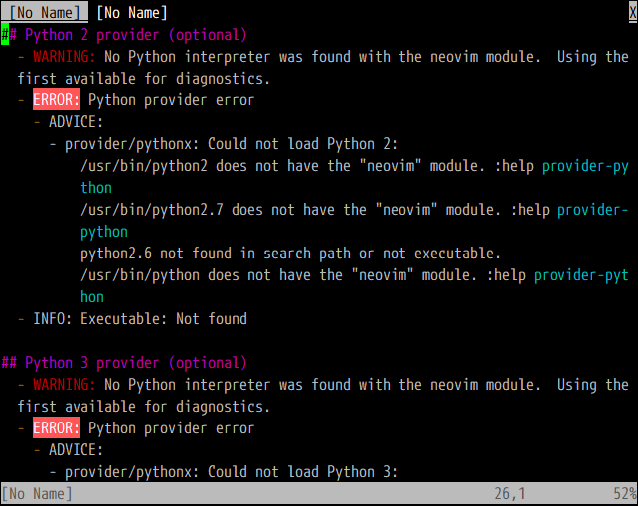 [No Name] [No Name] X
## Python 2 provider (optional)
- WARNING: No Python interpreter was found with the neovim module.  Using the
first available for diagnostics.
- ERROR: Python provider error
- ADVICE:
- provider/pythonx: Could not load Python 2:
/usr/bin/python2 does not have the "neovim" module. :help provider-py
thon
/usr/bin/python2.7 does not have the "neovim" module. :help provider-
python
python2.6 not found in search path or not executable.
/usr/bin/python does not have the "neovim" module. :help provider-pyt
hon
- INFO: Executable: Not found
## Python 3 provider (optional)
- WARNING: No Python interpreter was found with the neovim module.  Using the
first available for diagnostics.
- ERROR: Python provider error
- ADVICE:
- provider/pythonx: Could not load Python 3:
[No Name] 26,1 52%